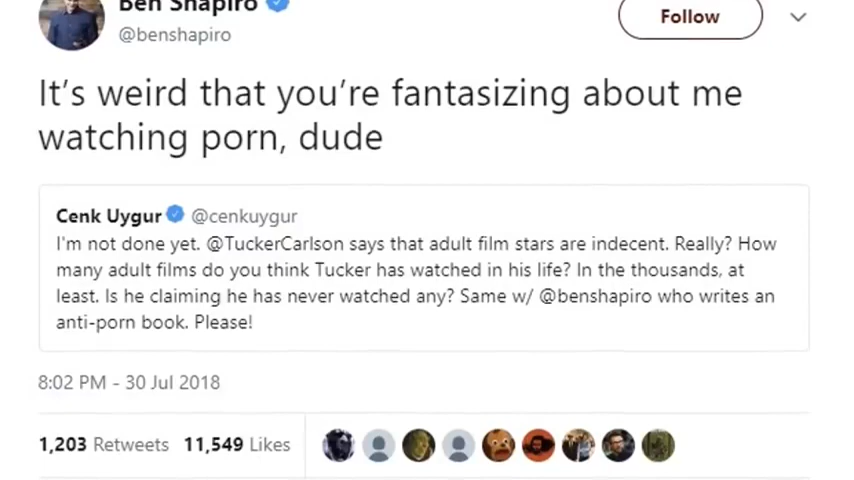 Ben Shapiro
@benshapiro
Follow
It’s weird that you’re fantasizing about me
watching porn, dude
Cenk Uygur @cenkuygur
I'm not done yet. @TuckerCarlson says that adult film stars are indecent. Really? How
many adult films do you think Tucker has watched in his life? In the thousands, at
least. Is he claiming he has never watched any? Same w/ @benshapiro who writes an
anti-porn book. Please!
8:02 PM - 30 Jul 2018
1,203 Retweets 11,549 Likes